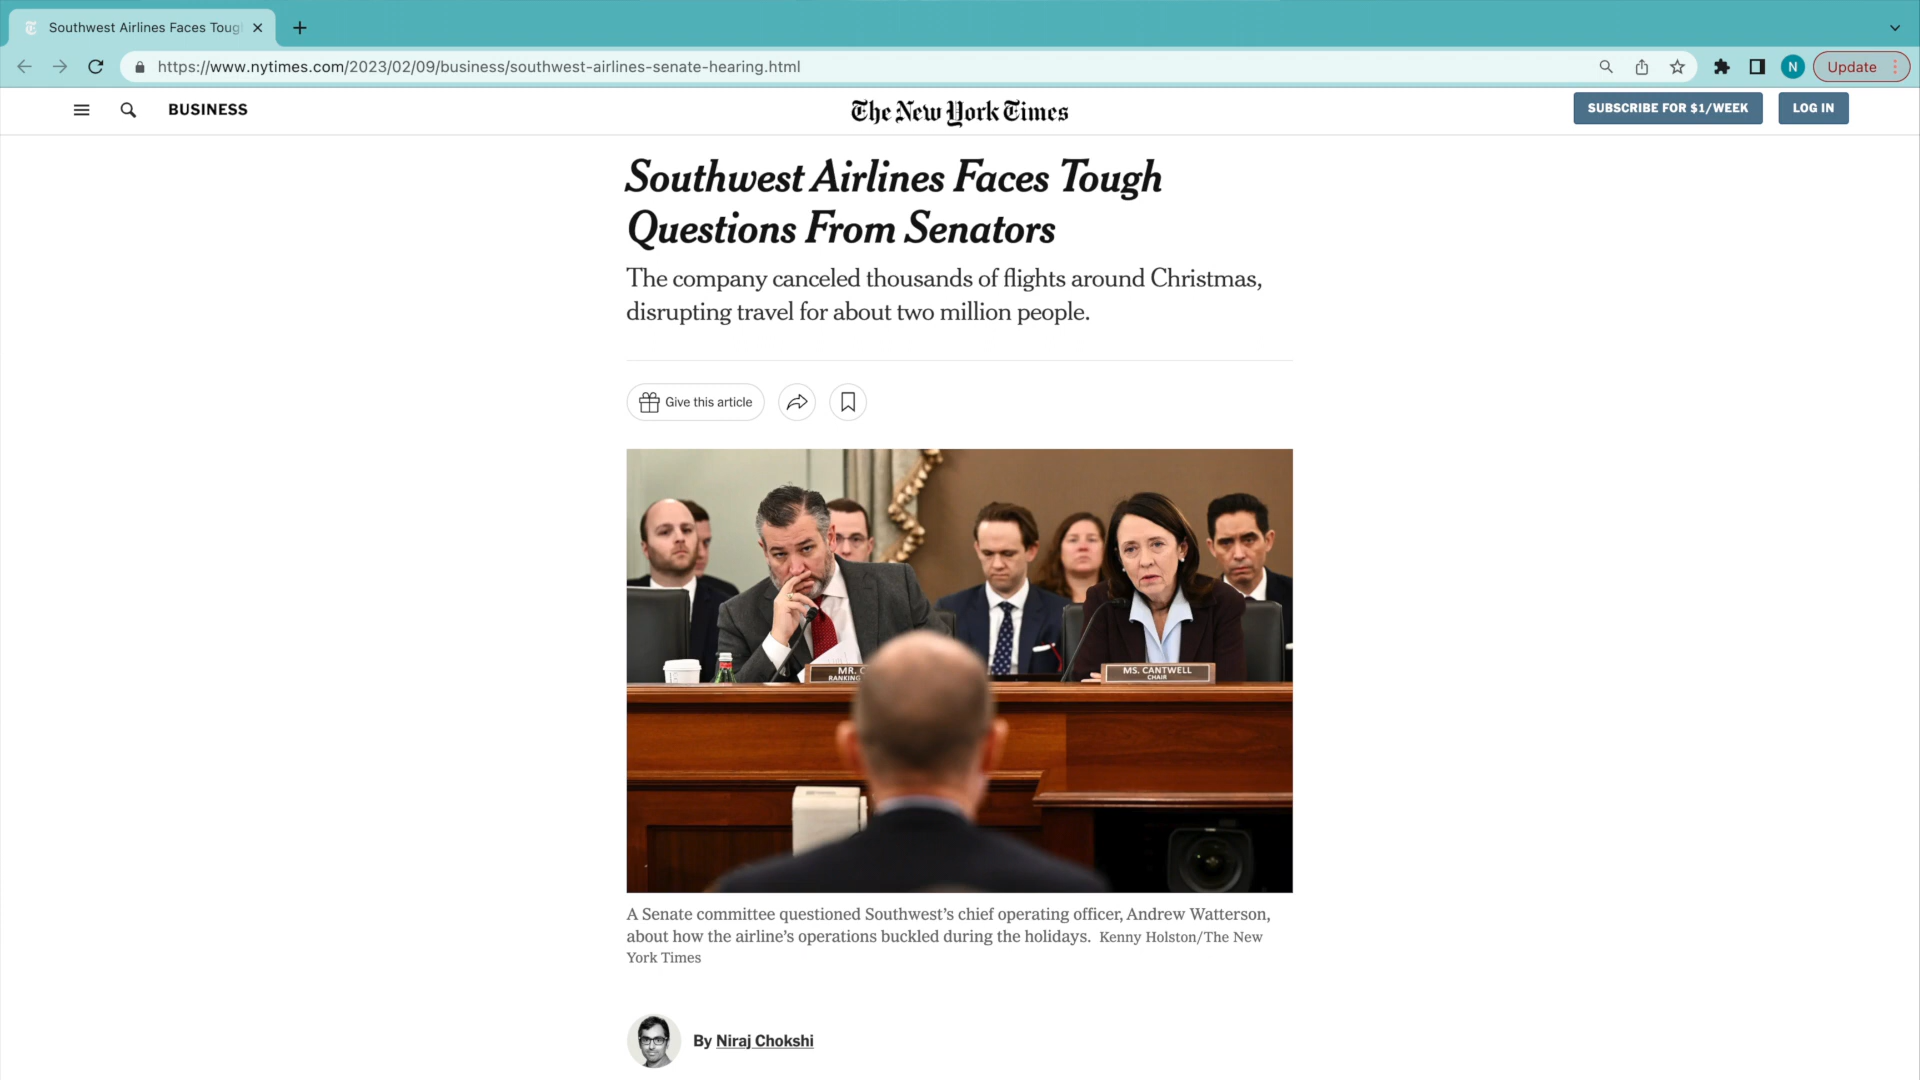 Southwest Airlines Faces Toug
https://www.nytimes.com/2023/02/09/business/southwest-airlines-senate-hearing.html
N
Update
BUSINESS
The New York Times
SUBSCRIBE FOR $1/WEEK
LOG IN
Southwest Airlines Faces Tough
Questions From Senators
The company canceled thousands of flights around Christmas,
disrupting travel for about two million people.
Give this article
MR. C
RANKING
MS. CANTWELL
CHAIR
A Senate committee questioned Southwest’s chief operating officer, Andrew Watterson,
about how the airline’s operations buckled during the holidays. Kenny Holston/The New
York Times
By Niraj Chokshi